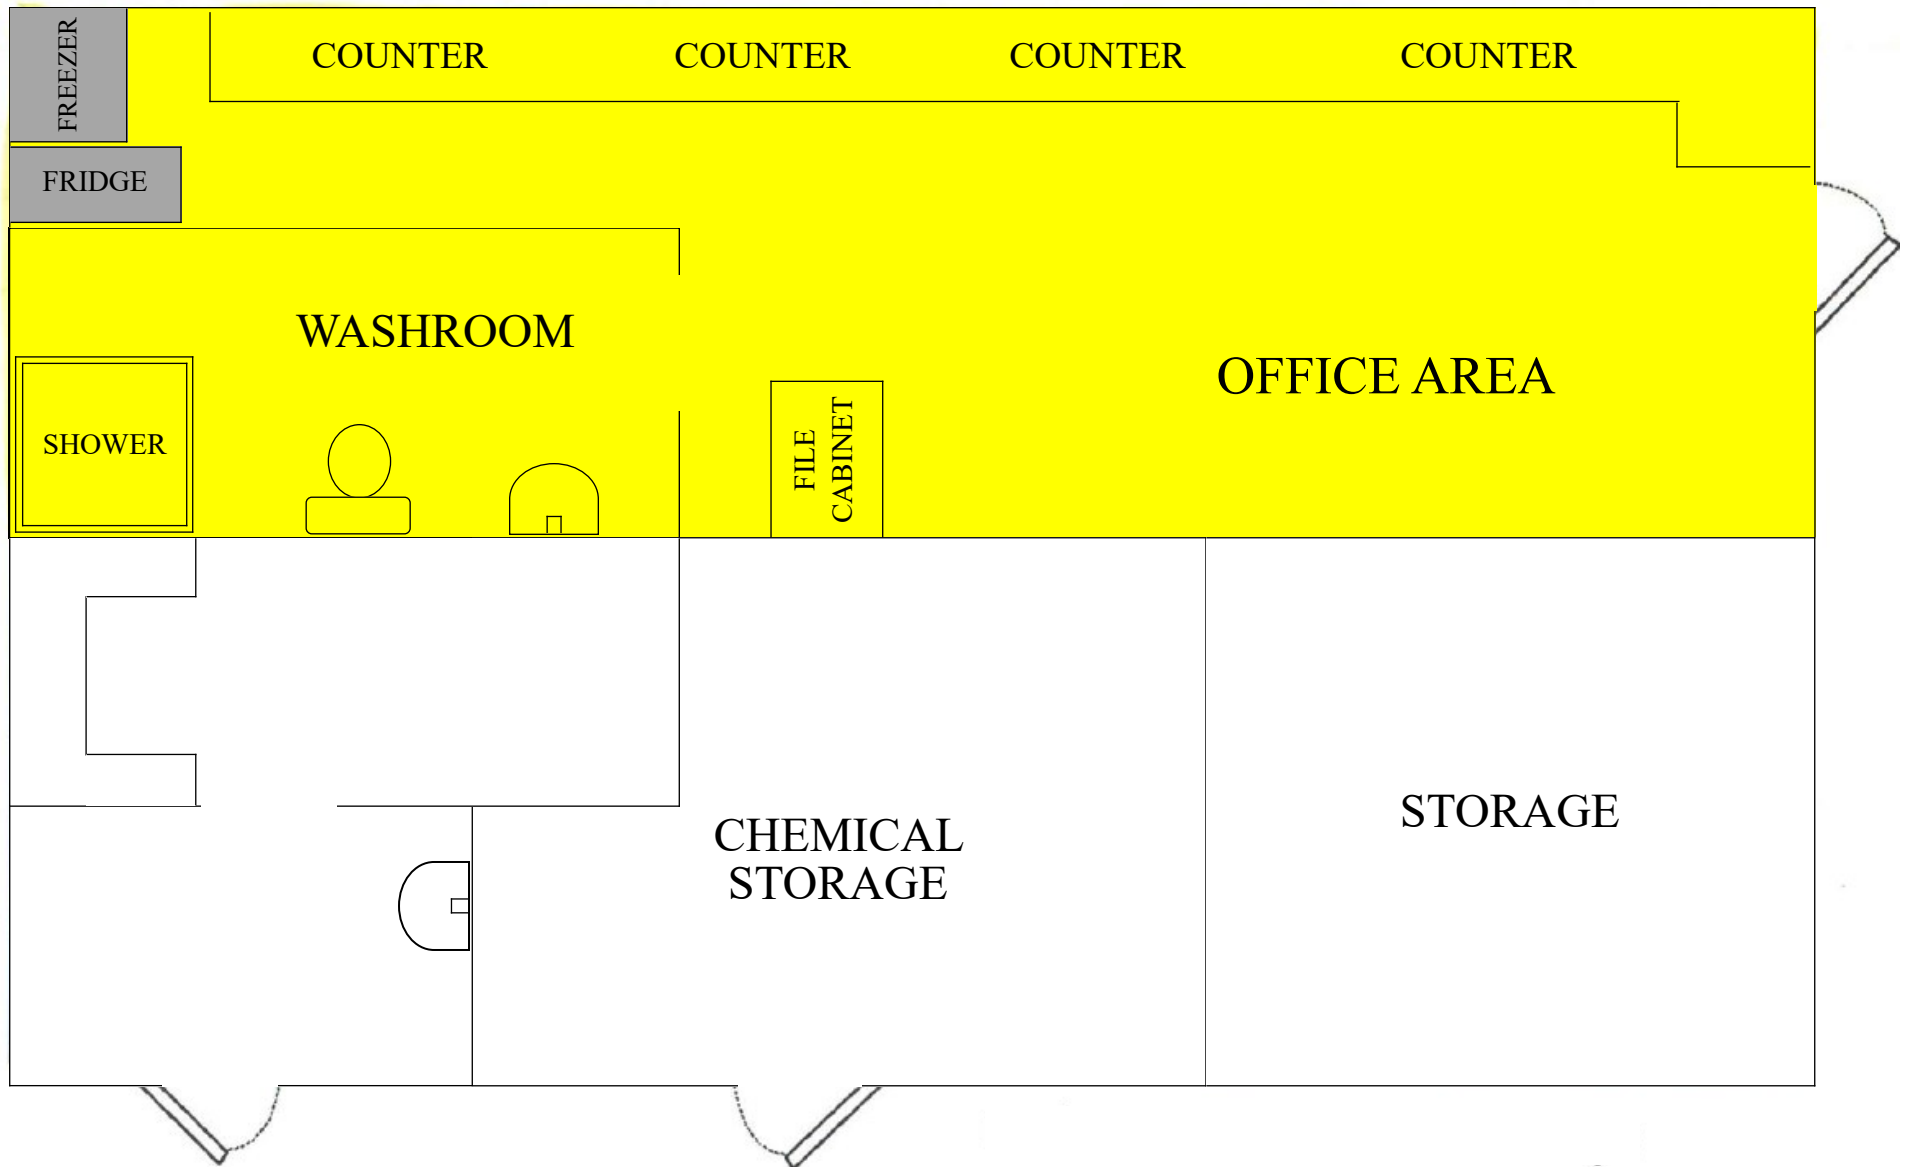 FREEZER
COUNTER COUNTER COUNTER COUNTER
FRIDGE
WASHROOM
OFFICE AREA
SHOWER
FILE
CABINET
CHEMICAL
STORAGE
STORAGE